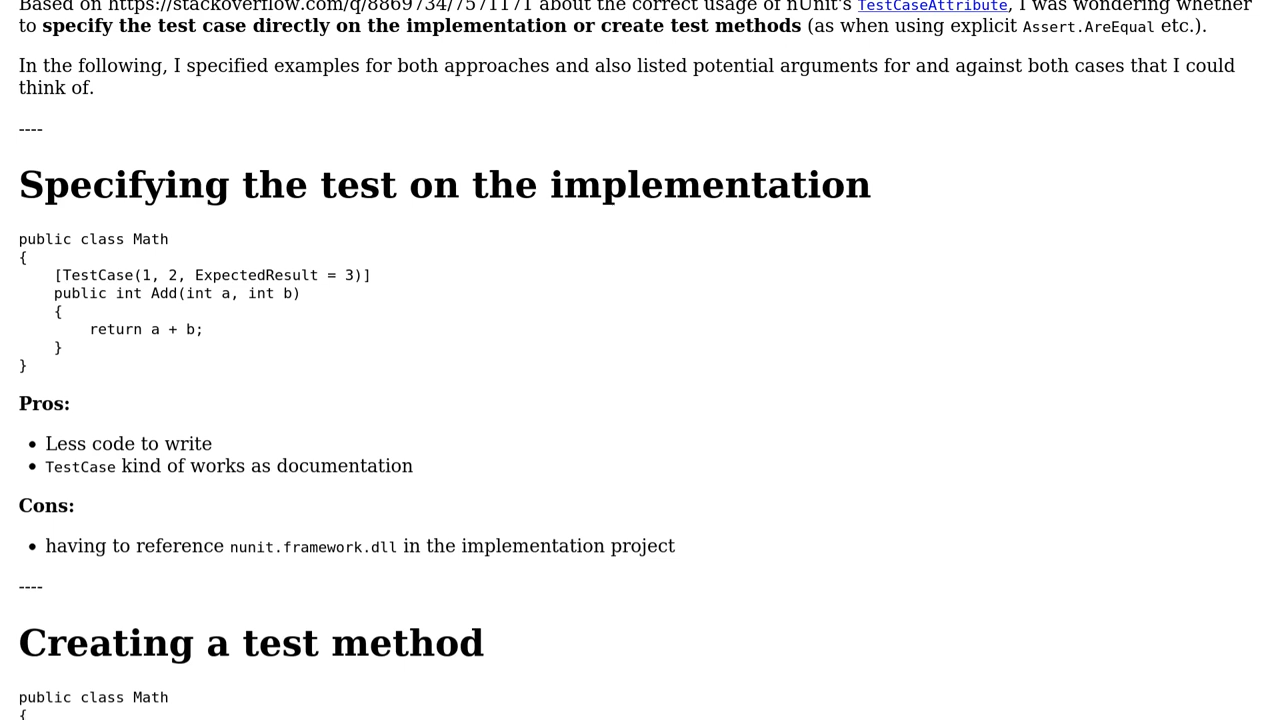 Based on https://stackoverflow.com/q/8869734/7571171 about the correct usage of nUnit's TestCaseAttribute, I was wondering whether
to specify the test case directly on the implementation or create test methods (as when using explicit Assert.AreEqual etc.).
In the following, I specified examples for both approaches and also listed potential arguments for and against both cases that I could
think of.
----
Specifying the test on the implementation
public class Math
{
    [TestCase(1, 2, ExpectedResult = 3)]
    public int Add(int a, int b)
    {
        return a + b;
    }
}
Pros:
• Less code to write
• TestCase kind of works as documentation
Cons:
• having to reference nunit.framework.dll in the implementation project
----
Creating a test method
public class Math
{